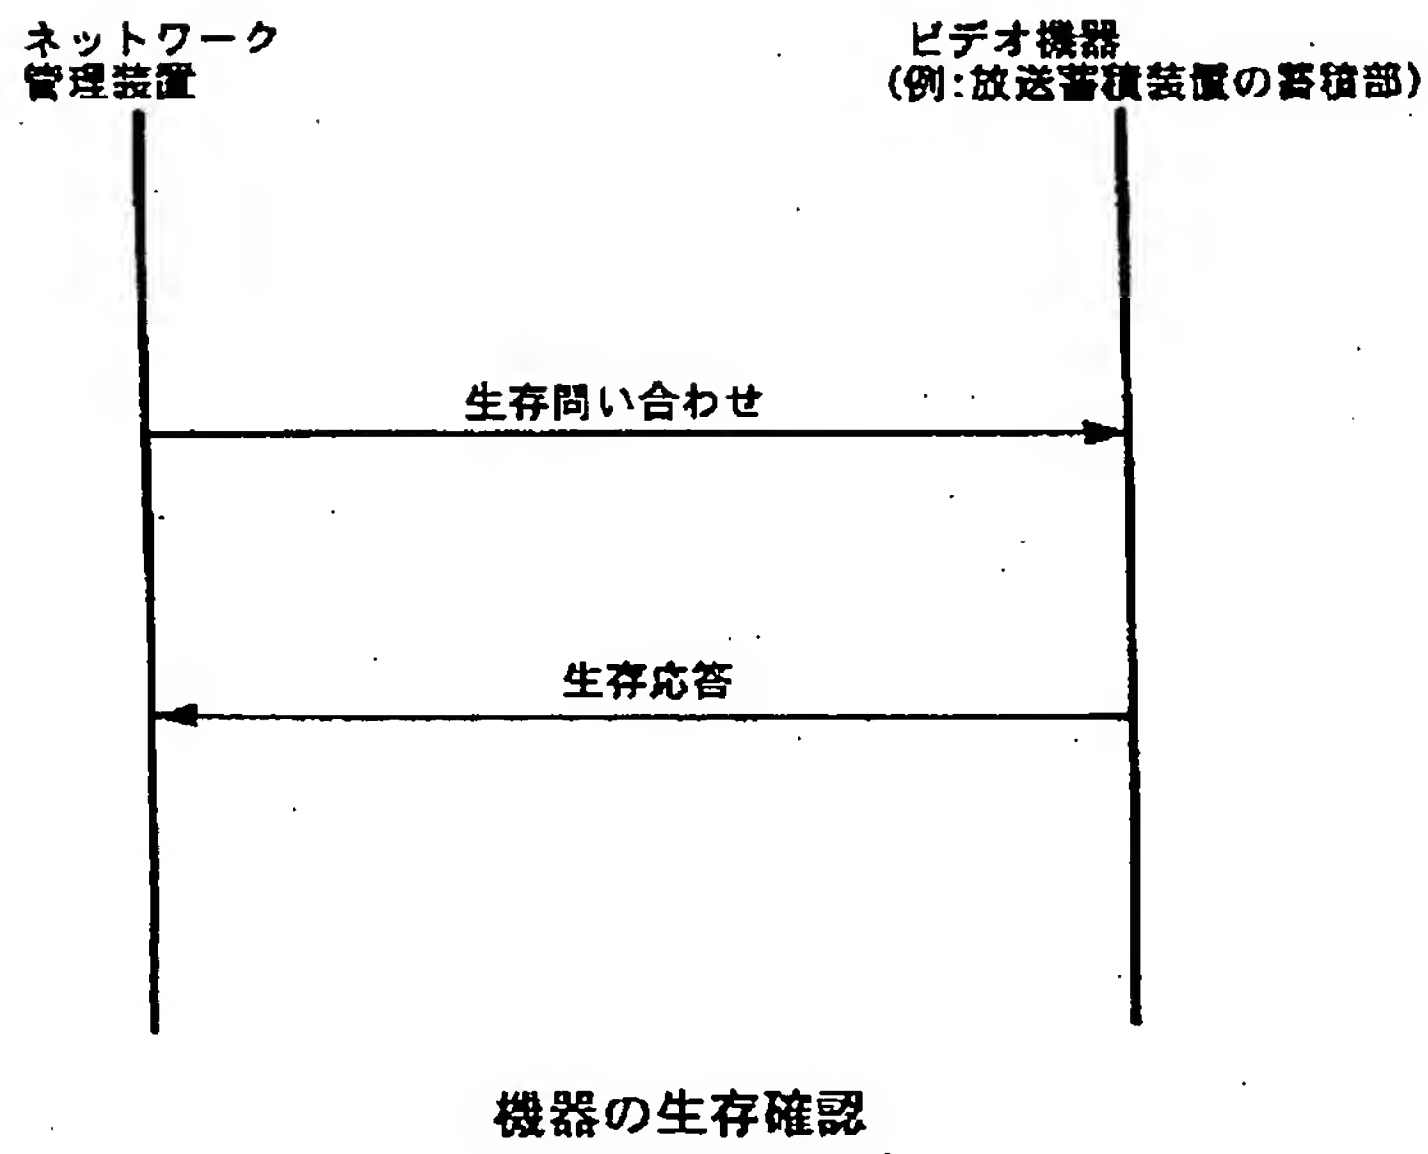 ネットワーク
管理装置
ビデオ機器
(例:放送蓄積装置の蓄積部)
生存問い合わせ
生存応答
機器の生存確認